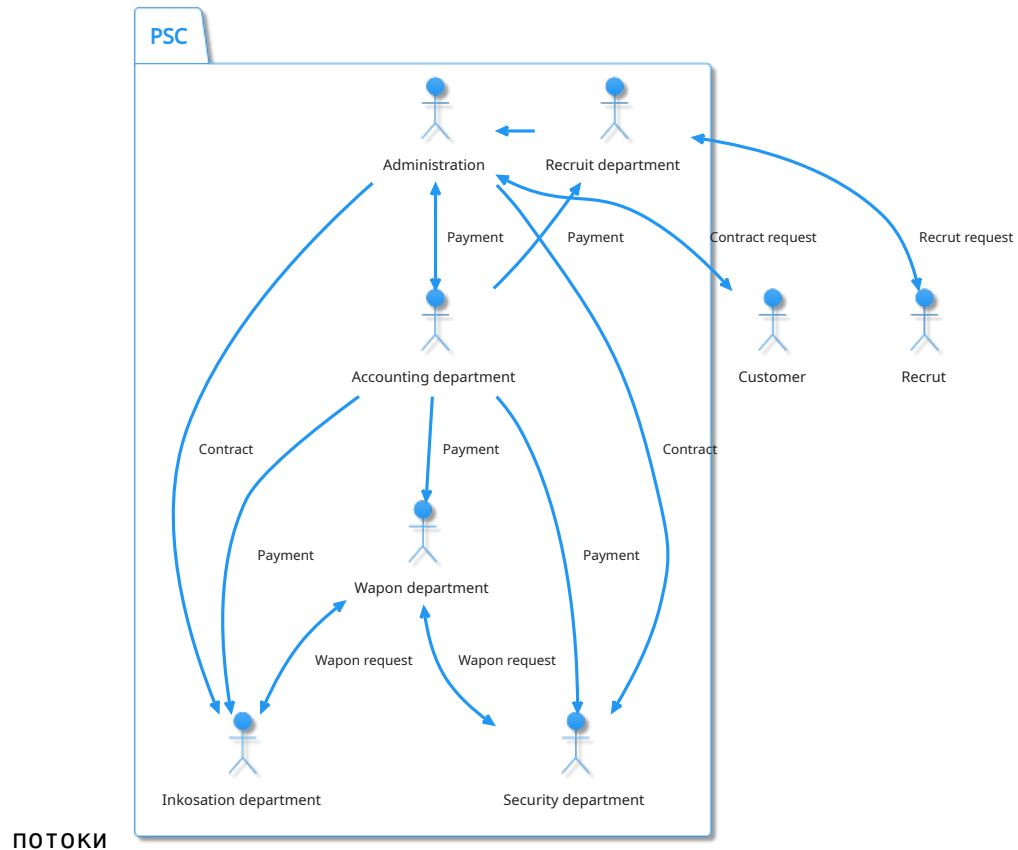 PSC
Administration
Recruit department
Payment
Payment
Contract request
Recrut request
Accounting department
Customer
Recrut
Contract
Payment
Contract
Payment
Payment
Wapon department
Wapon request
Wapon request
Inkosation department
Security department
потоки